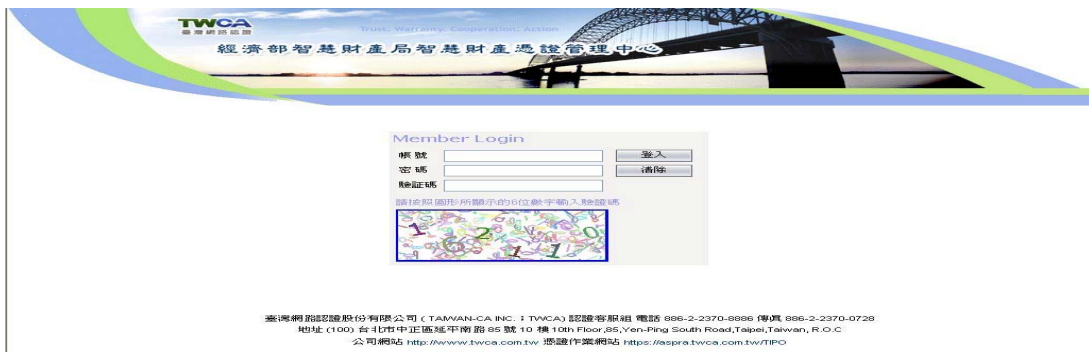 TWCA
臺灣網路認證
Trust, Warranty, Cooperation, Action
經濟部智慧財產局智慧財產憑證管理中心
Member Login
帳 號
登入
密 碼
清除
驗証碼
請按照圖形所顯示的6位數字輸入驗證碼
臺灣網路認證股份有限公司 ( TAIWAN-CA INC. ; TWCA) 認證客服組 電話 886-2-2370-8886 傳真 886-2-2370-0728
地址 (100) 台北市中正區延平南路 85 號 10 樓 10th Floor,85,Yen-Ping South Road,Taipei,Taiwan, R.O.C
公司網站 http://www.twca.com.tw 憑證作業網站 https://aspra.twca.com.tw/TIPO